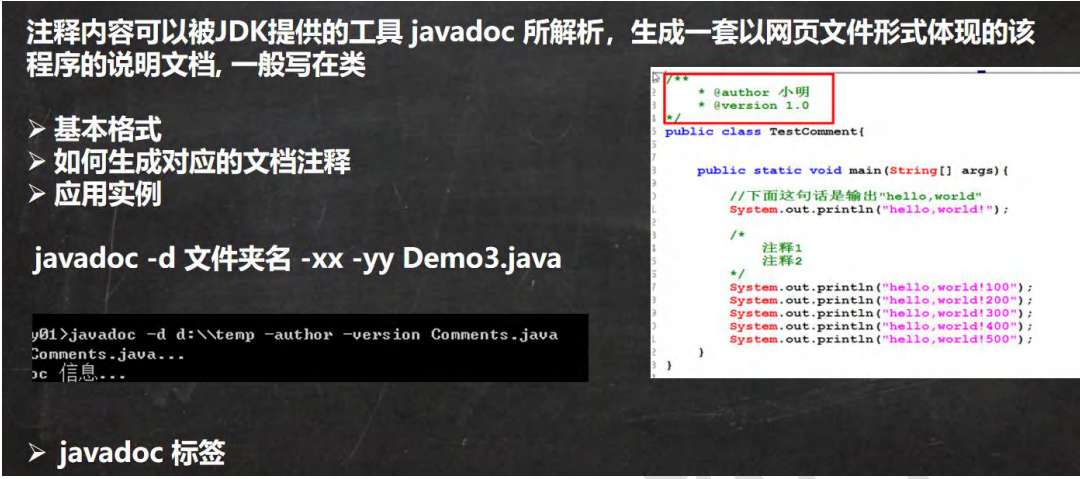 注释内容可以被JDK提供的工具 javadoc 所解析，生成一套以网页文件形式体现的该
程序的说明文档, 一般写在类
➢ 基本格式
➢ 如何生成对应的文档注释
➢ 应用实例
javadoc -d 文件夹名 -xx -yy Demo3.java
y01>javadoc -d d:\\temp -author -version Comments.java
Comments.java...
oc 信息...
➢ javadoc 标签
/**
* @author 小明
* @version 1.0
*/
public class TestComment{
public static void main(String[] args){
//下面这句话是输出"hello,world"
System.out.println("hello,world!");
/*
注释1
注释2
*/
System.out.println("hello,world!100");
System.out.println("hello,world!200");
System.out.println("hello,world!300");
System.out.println("hello,world!400");
System.out.println("hello,world!500");
}
}